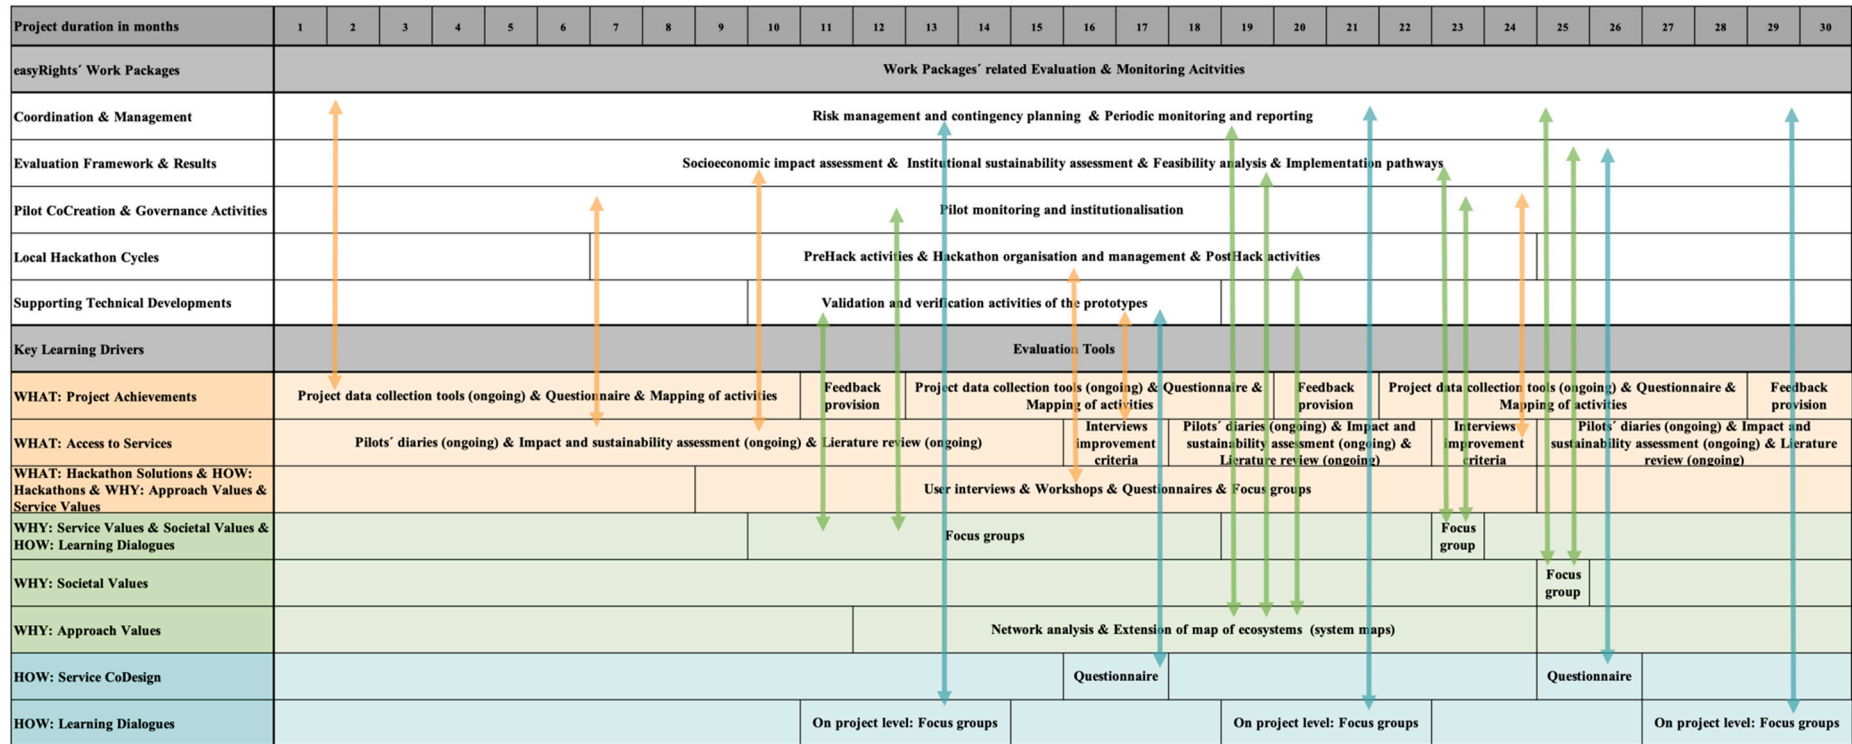 Project duration in months 1 2 3 4 5 6 7 8 9 10 11 12 13 14 15 16 17 18 19 20 21 22 23 24 25 26 27 28 29 30
easyRights´ Work Packages
Work Packages´ related Evaluation & Monitoring Acitvities
Coordination & Management
Risk management and contingency planning & Periodic monitoring and reporting
Evaluation Framework & Results
Socioeconomic impact assessment & Institutional sustainability assessment & Feasibility analysis & Implementation pathways
Pilot CoCreation & Governance Activities
Pilot monitoring and institutionalisation
Local Hackathon Cycles
PreHack activities & Hackathon organisation and management & PostHack activities
Supporting Technical Developments
Validation and verification activities of the prototypes
Key Learning Drivers
Evaluation Tools
WHAT: Project Achievements
Project data collection tools (ongoing) & Questionnaire & Mapping of activities
Feedback
provision
Project data collection tools (ongoing) & Questionnaire &
Mapping of activities
Feedback
provision
Project data collection tools (ongoing) & Questionnaire &
Mapping of activities
Feedback
provision
WHAT: Access to Services
Pilots´ diaries (ongoing) & Impact and sustainability assessment (ongoing) & Lierature review (ongoing)
Interviews
improvement
criteria
Pilots´ diaries (ongoing) & Impact and
sustainability assessment (ongoing) &
Lierature review (ongoing)
Interviews
improvement
criteria
Pilots´ diaries (ongoing) & Impact and
sustainability assessment (ongoing) & Lierature
review (ongoing)
WHAT: Hackathon Solutions & HOW:
Hackathons & WHY: Approach Values &
Service Values
User interviews & Workshops & Questionnaires & Focus groups
WHY: Service Values & Societal Values &
HOW: Learning Dialogues
Focus groups
Focus
group
WHY: Societal Values
Focus
group
WHY: Approach Values
Network analysis & Extension of map of ecosystems (system maps)
HOW: Service CoDesign
Questionnaire
Questionnaire
HOW: Learning Dialogues
On project level: Focus groups
On project level: Focus groups
On project level: Focus groups